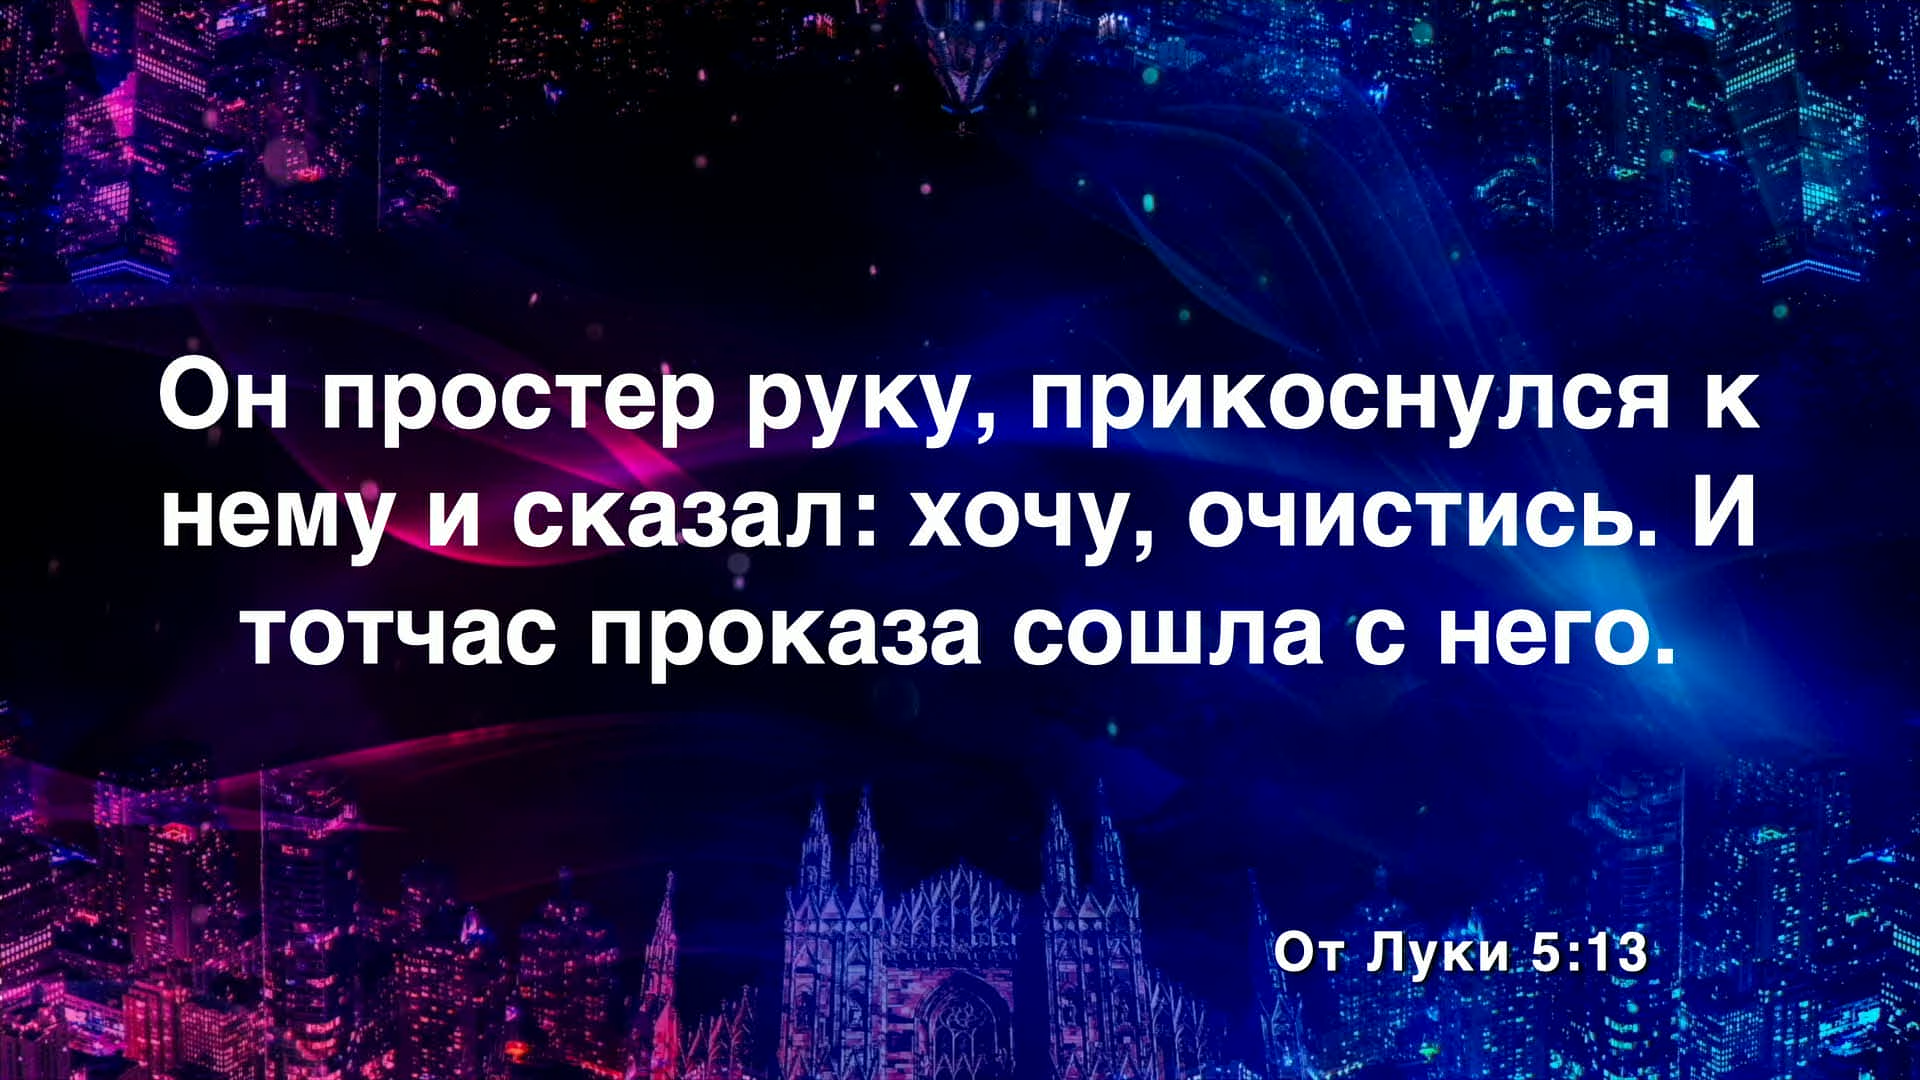 Он простер руку, прикоснулся к
нему и сказал: хочу, очистись. И
тотчас проказа сошла с него.
От Луки 5:13